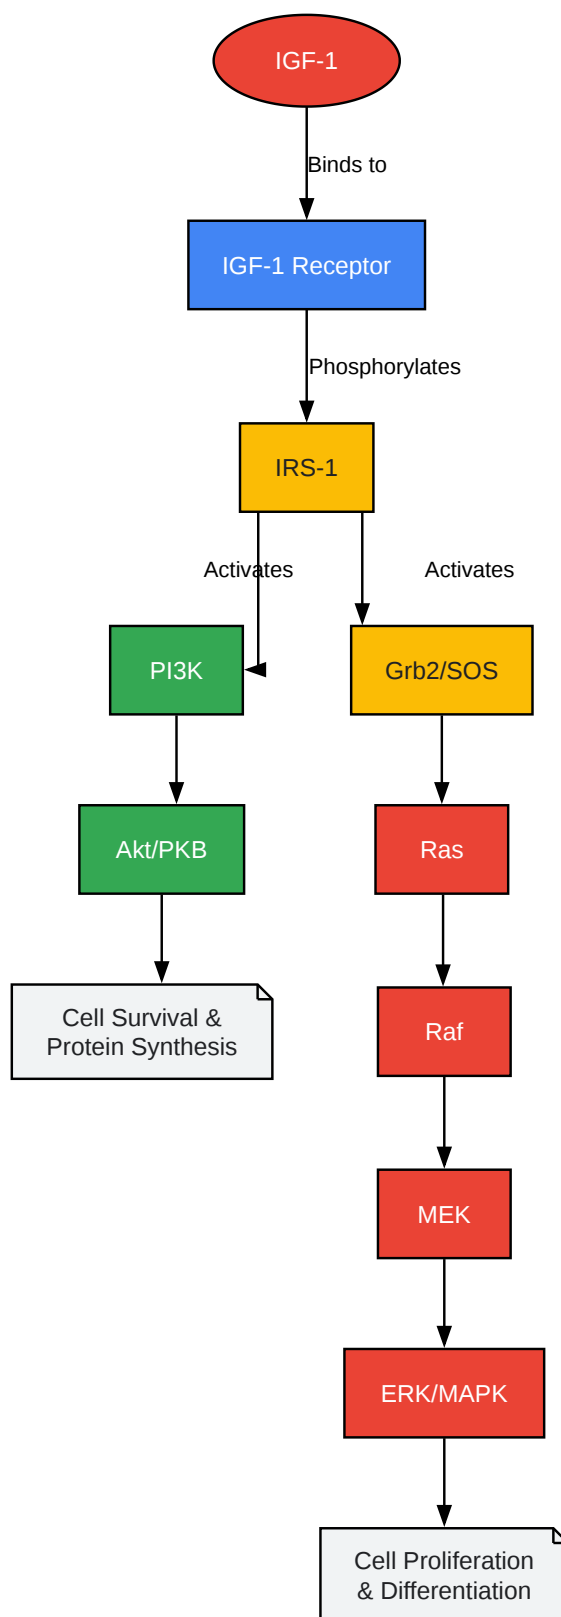 IGF-1
Binds to
IGF-1 Receptor
Phosphorylates
IRS-1
Activates
Activates
PI3K
Grb2/SOS
Akt/PKB
Ras
Cell Survival &
Protein Synthesis
Raf
MEK
ERK/MAPK
Cell Proliferation
& Differentiation